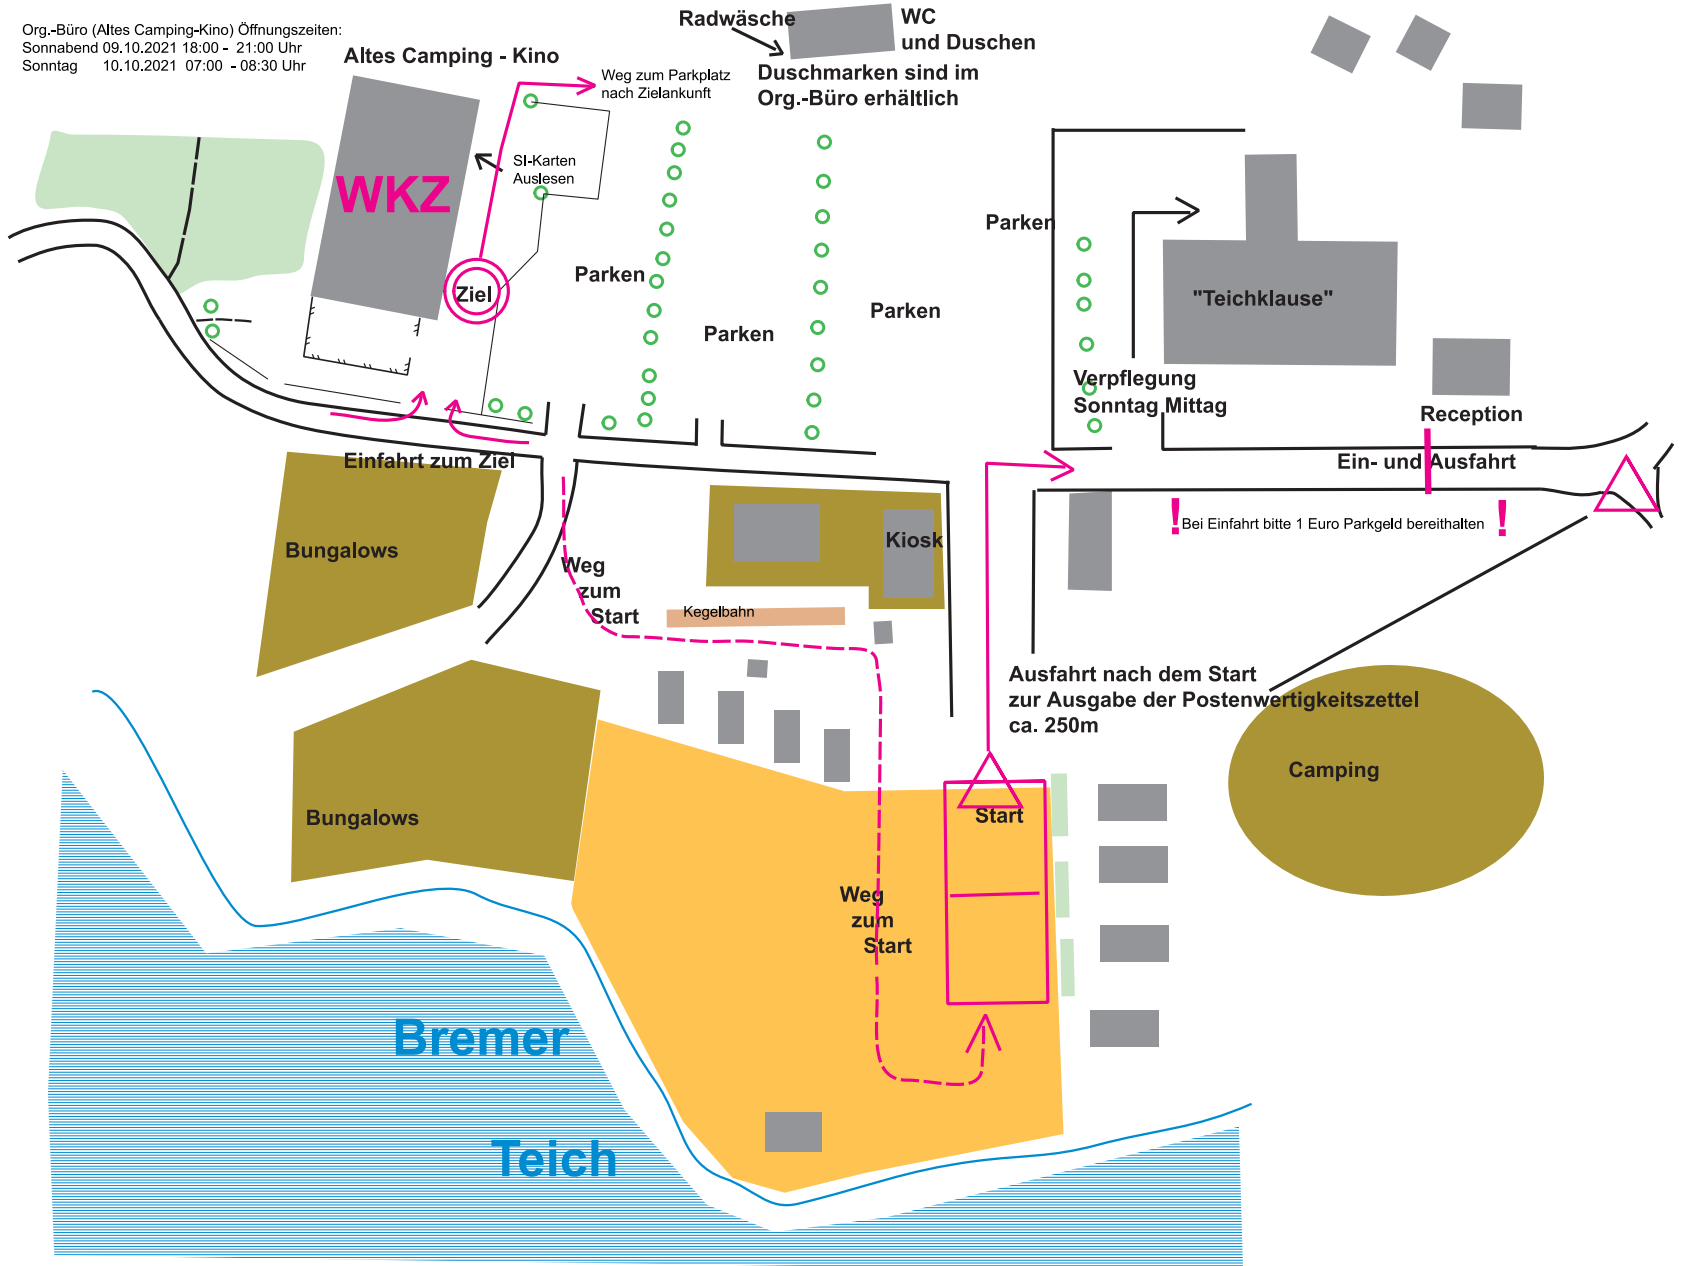 Org.-Büro (Altes Camping-Kino) Öffnungszeiten:
Sonnabend 09.10.2021 18:00 - 21:00 Uhr
Sonntag 10.10.2021 07:00 - 08:30 Uhr
Altes Camping - Kino
Radwäsche
WC
und Duschen
Duschmarken sind im
Org.-Büro erhältlich
Weg zum Parkplatz
nach Zielankunft
SI-Karten
Auslesen
WKZ
Ziel
Parken
Parken
Parken
Parken
"Teichklause"
Verpflegung
Sonntag Mittag
Reception
Ein- und Ausfahrt
! Bei Einfahrt bitte 1 Euro Parkgeld bereithalten !
Einfahrt zum Ziel
Bungalows
Weg
zum
Start
Kiosk
Kegelbahn
Ausfahrt nach dem Start
zur Ausgabe der Postenwertigkeitszettel
ca. 250m
Camping
Bungalows
Start
Weg
zum
Start
Bremer
Teich